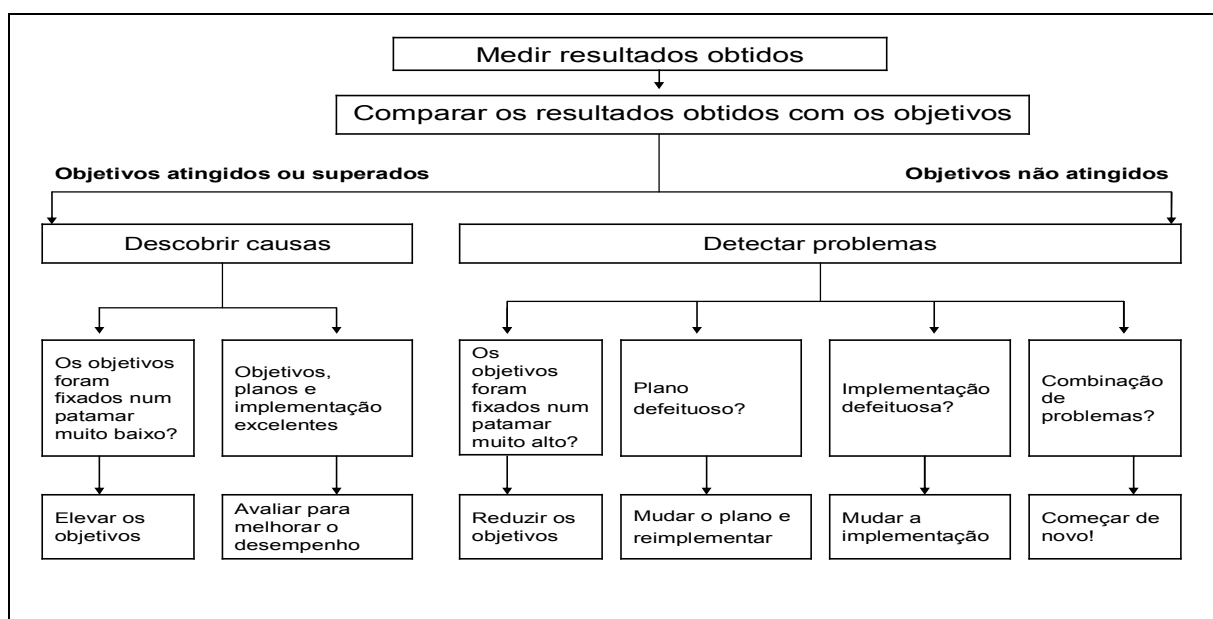 Medir resultados obtidos
Comparar os resultados obtidos com os objetivos
Objetivos atingidos ou superados
Objetivos não atingidos
Descobrir causas
Detectar problemas
Os objetivos
foram
fixados num
patamar
muito baixo?
Objetivos,
planos e
implementação
excelentes
Os
objetivos
foram
fixados num
patamar
muito alto?
Plano
defeituoso?
Implementação
defeituosa?
Combinação
de
problemas?
Elevar os
objetivos
Avaliar para
melhorar o
desempenho
Reduzir os
objetivos
Mudar o plano e
reimplementar
Mudar a
implementação
Começar de
novo!